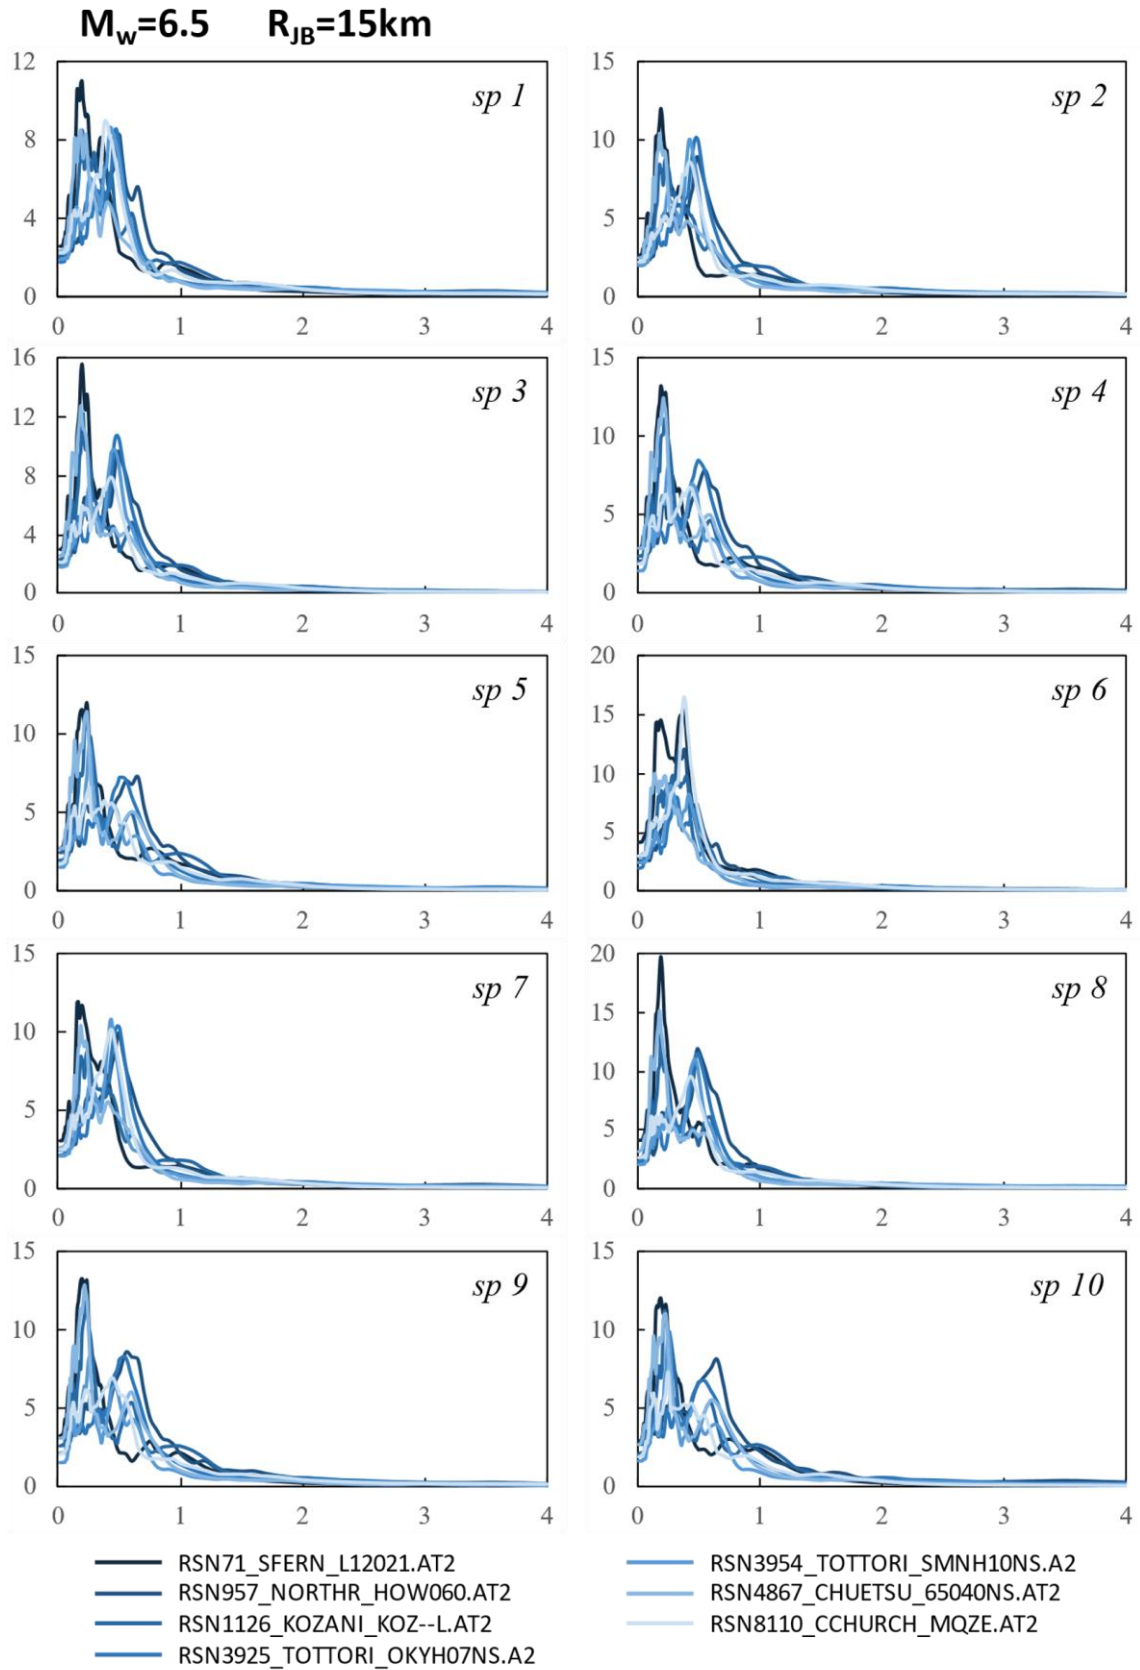 Mw=6.5 RJB=15km
12 15
sp 1 sp 2
8 10
4 5
0 0
0 1 2 3 4 0 1 2 3 4
16 15
sp 3 sp 4
12 10
8
4 5
0 0
0 1 2 3 4 0 1 2 3 4
15 20
sp 5 sp 6
10 15
10
5 5
0 0
0 1 2 3 4 0 1 2 3 4
15 20
sp 7 sp 8
10 15
10
5 5
0 0
0 1 2 3 4 0 1 2 3 4
15 15
sp 9 sp 10
10 10
5 5
0 0
0 1 2 3 4 0 1 2 3 4
RSN71_SFERN_L12021.AT2 RSN3954_TOTTORI_SMNH10NS.A2
RSN957_NORTHR_HOW060.AT2 RSN4867_CHUETSU_65040NS.AT2
RSN1126_KOZANI_KOZ--L.AT2 RSN8110_CCHURCH_MQZE.AT2
RSN3925_TOTTORI_OKYH07NS.A2